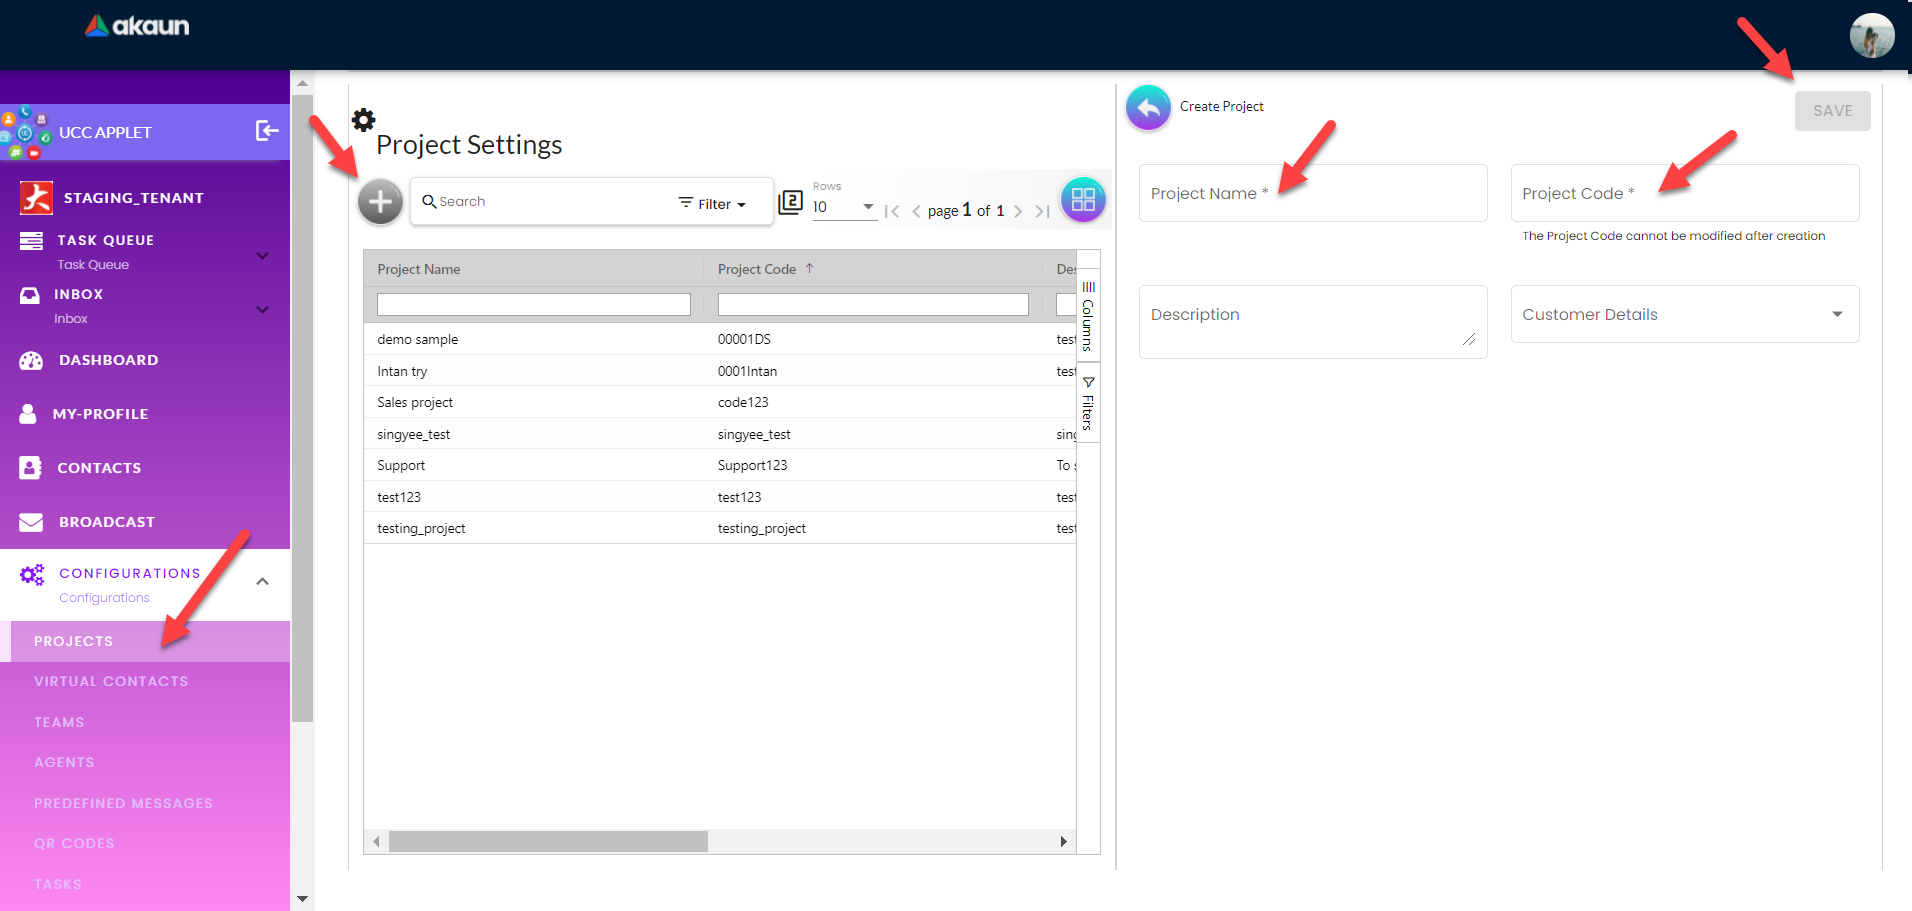 akaun
UCC APPLET
STAGING_TENANT
TASK QUEUE
Task Queue
INBOX
Inbox
DASHBOARD
MY-PROFILE
CONTACTS
BROADCAST
CONFIGURATIONS
Configurations
PROJECTS
VIRTUAL CONTACTS
TEAMS
AGENTS
PREDEFINED MESSAGES
QR CODES
TASKS
Project Settings
Search
Filter
2
Rows
10
page 1 of 1
Project Name Project Code ↑ Des
demo sample 00001DS test
Intan try 0001Intan test
Sales project code123
singyee_test singyee_test sing
Support Support123 To s
test123 test123 test
testing_project testing_project test
Columns
Filters
Create Project
SAVE
Project Name *
Project Code *
The Project Code cannot be modified after creation
Description
Customer Details